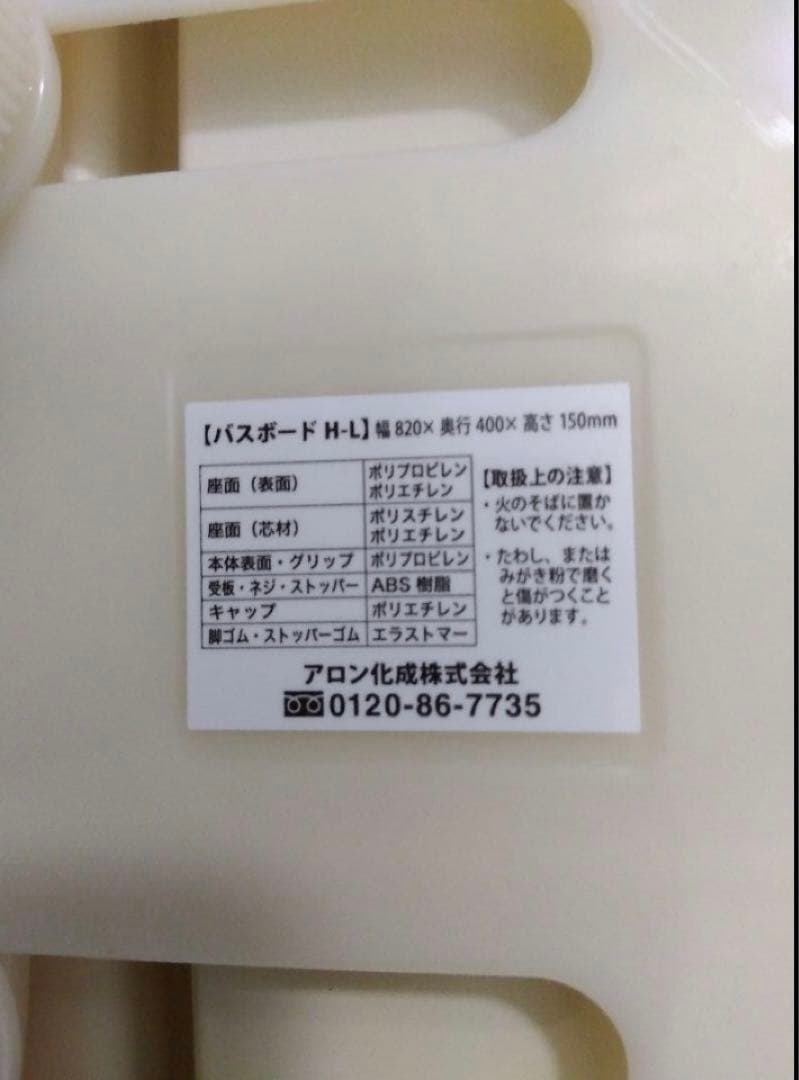 【バスボード H-L】幅 820× 奥行 400× 高さ 150mm
座面（表面）
ポリプロピレン
ポリエチレン
座面（芯材）
ポリスチレン
ポリエチレン
本体表面・グリップ ポリプロピレン
受板・ネジ・ストッパー ABS 樹脂
キャップ ポリエチレン
脚ゴム・ストッパーゴム エラストマー
【取扱上の注意】
・火のそばに置か
ないでください。
・たわし、または
みがき粉で磨く
と傷がつくこと
があります。
アロン化成株式会社
0120-86-7735